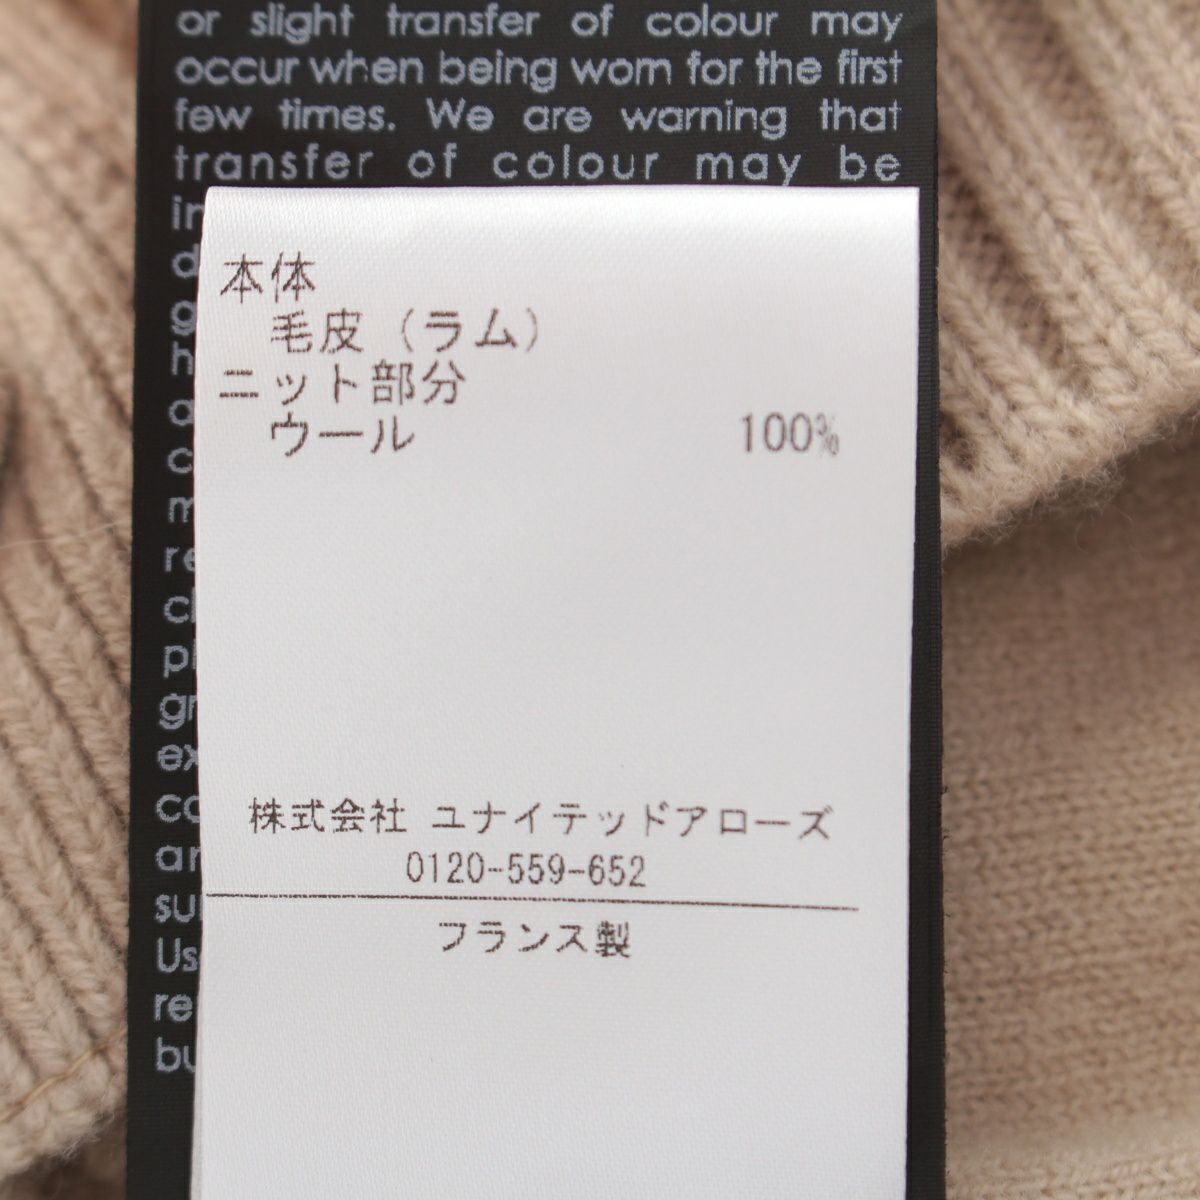 or slight transfer of colour may
occur when being worn for the first
few times. We are warning that
transfer of colour may be
本体
毛皮（ラム）
ニット部分
ウール 100%
株式会社 ユナイテッドアローズ
0120-559-652
フランス製